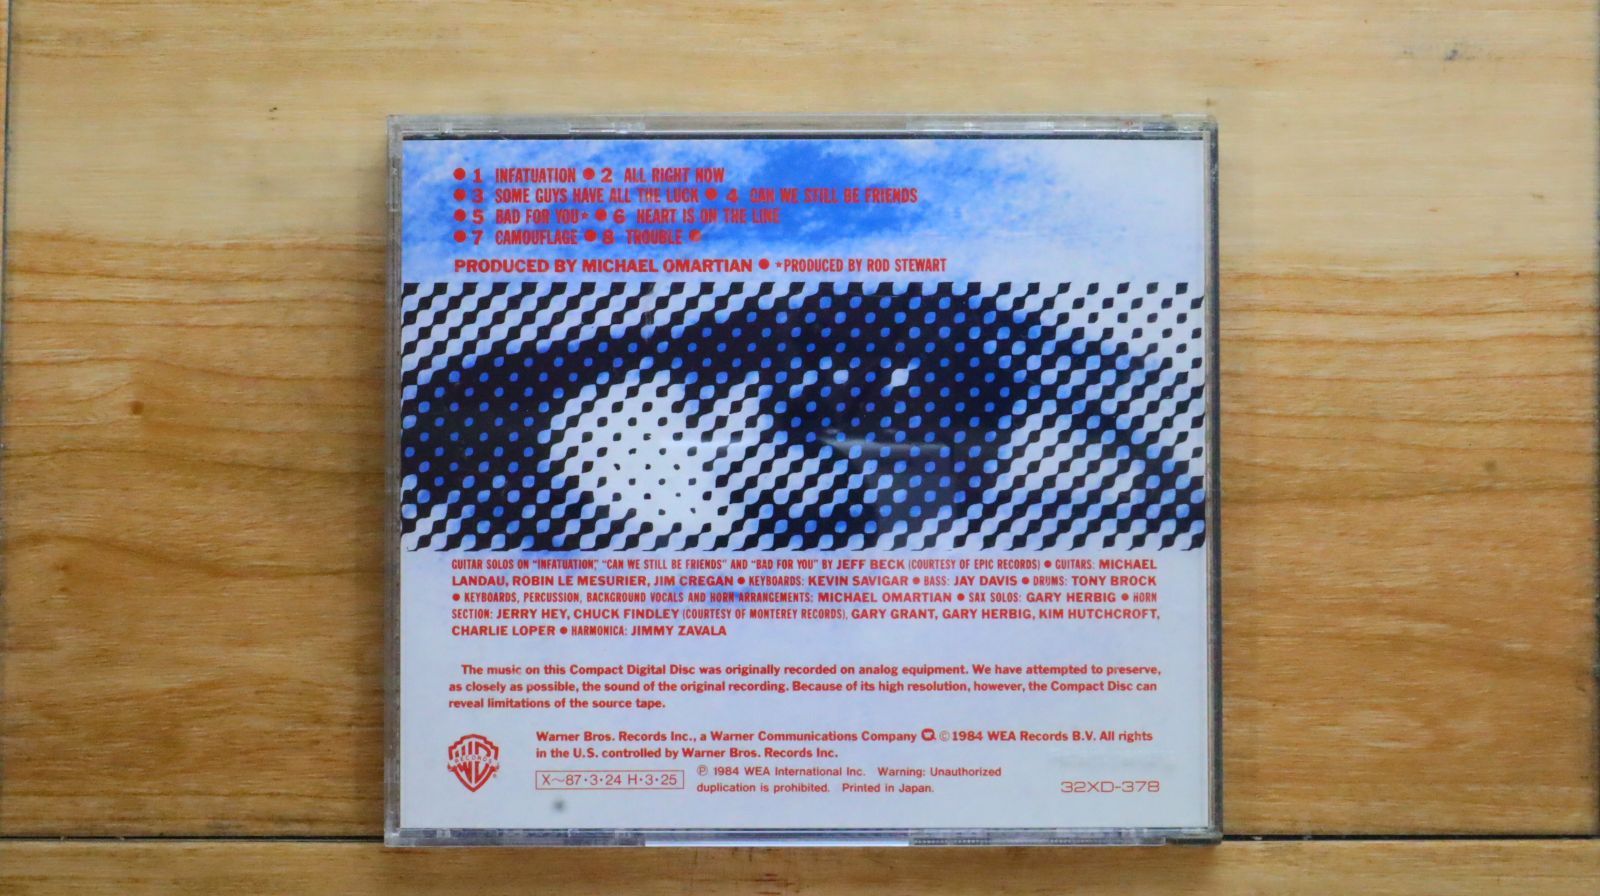 ● 1 INFATUATION ● 2 ALL RIGHT NOW
● 3 SOME GUYS HAVE ALL THE LUCK ● 4 CAN WE STILL BE FRIENDS
● 5 BAD FOR YOU* ● 6 HEART IS ON THE LINE
● 7 CAMOUFLAGE ● 8 TROUBLE ●
PRODUCED BY MICHAEL OMARTIAN ● *PRODUCED BY ROD STEWART
GUITAR SOLOS ON "INFATUATION," "CAN WE STILL BE FRIENDS" AND "BAD FOR YOU" BY JEFF BECK (COURTESY OF EPIC RECORDS) ● GUITARS: MICHAEL
LANDAU, ROBIN LE MESURIER, JIM CREGAN ● KEYBOARDS: KEVIN SAVIGAR ● BASS: JAY DAVIS ● DRUMS: TONY BROCK
● KEYBOARDS, PERCUSSION, BACKGROUND VOCALS AND HORN ARRANGEMENTS: MICHAEL OMARTIAN ● SAX SOLOS: GARY HERBIG ● HORN
SECTION: JERRY HEY, CHUCK FINDLEY (COURTESY OF MONTEREY RECORDS), GARY GRANT, GARY HERBIG, KIM HUTCHCROFT,
CHARLIE LOPER ● HARMONICA: JIMMY ZAVALA
The music on this Compact Digital Disc was originally recorded on analog equipment. We have attempted to preserve,
as closely as possible, the sound of the original recording. Because of its high resolution, however, the Compact Disc can
reveal limitations of the source tape.
Warner Bros. Records Inc., a Warner Communications Company © 1984 WEA Records B.V. All rights
in the U.S. controlled by Warner Bros. Records Inc.
WB RECORDS ®
X~87·3·24 H·3·25
℗ 1984 WEA International Inc. Warning: Unauthorized
duplication is prohibited. Printed in Japan.
32XD-378